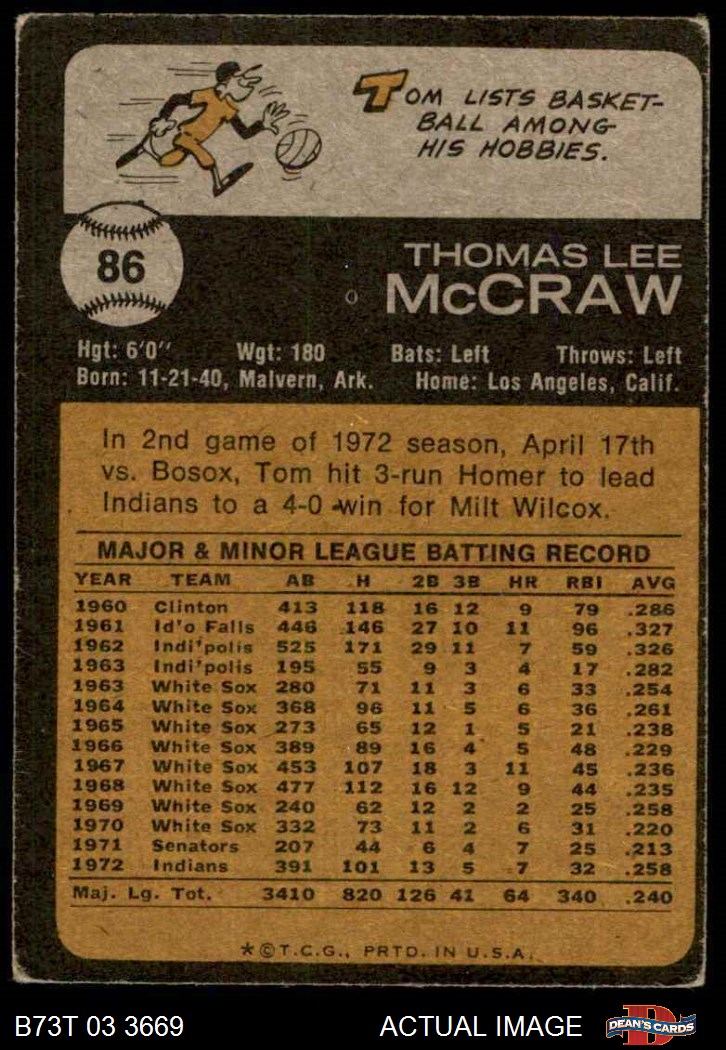 TOM LISTS BASKET-
BALL AMONG
HIS HOBBIES.
86
THOMAS LEE
McCRAW
Hgt: 6'0" Wgt: 180 Bats: Left Throws: Left
Born: 11-21-40, Malvern, Ark. Home: Los Angeles, Calif.
In 2nd game of 1972 season, April 17th
vs. Bosox, Tom hit 3-run Homer to lead
Indians to a 4-0 win for Milt Wilcox.
MAJOR & MINOR LEAGUE BATTING RECORD
YEAR TEAM AB H 2B 3B HR RBI AVG
1960 Clinton 413 118 16 12 9 79 .286
1961 Id'o Falls 446 146 27 10 11 96 .327
1962 Indi'polis 525 171 29 11 7 59 .326
1963 Indi'polis 195 55 9 3 4 17 .282
1963 White Sox 280 71 11 3 6 33 .254
1964 White Sox 368 96 11 5 6 36 .261
1965 White Sox 273 65 12 1 5 21 .238
1966 White Sox 389 89 16 4 5 48 .229
1967 White Sox 453 107 18 3 11 45 .236
1968 White Sox 477 112 16 12 9 44 .235
1969 White Sox 240 62 12 2 2 25 .258
1970 White Sox 332 73 11 2 6 31 .220
1971 Senators 207 44 6 4 7 25 .213
1972 Indians 391 101 13 5 7 32 .258
Maj. Lg. Tot. 3410 820 126 41 64 340 .240
*©T.C.G., PRTD. IN U.S.A.
B73T 03 3669 ACTUAL IMAGE D DEAN'S CARDS